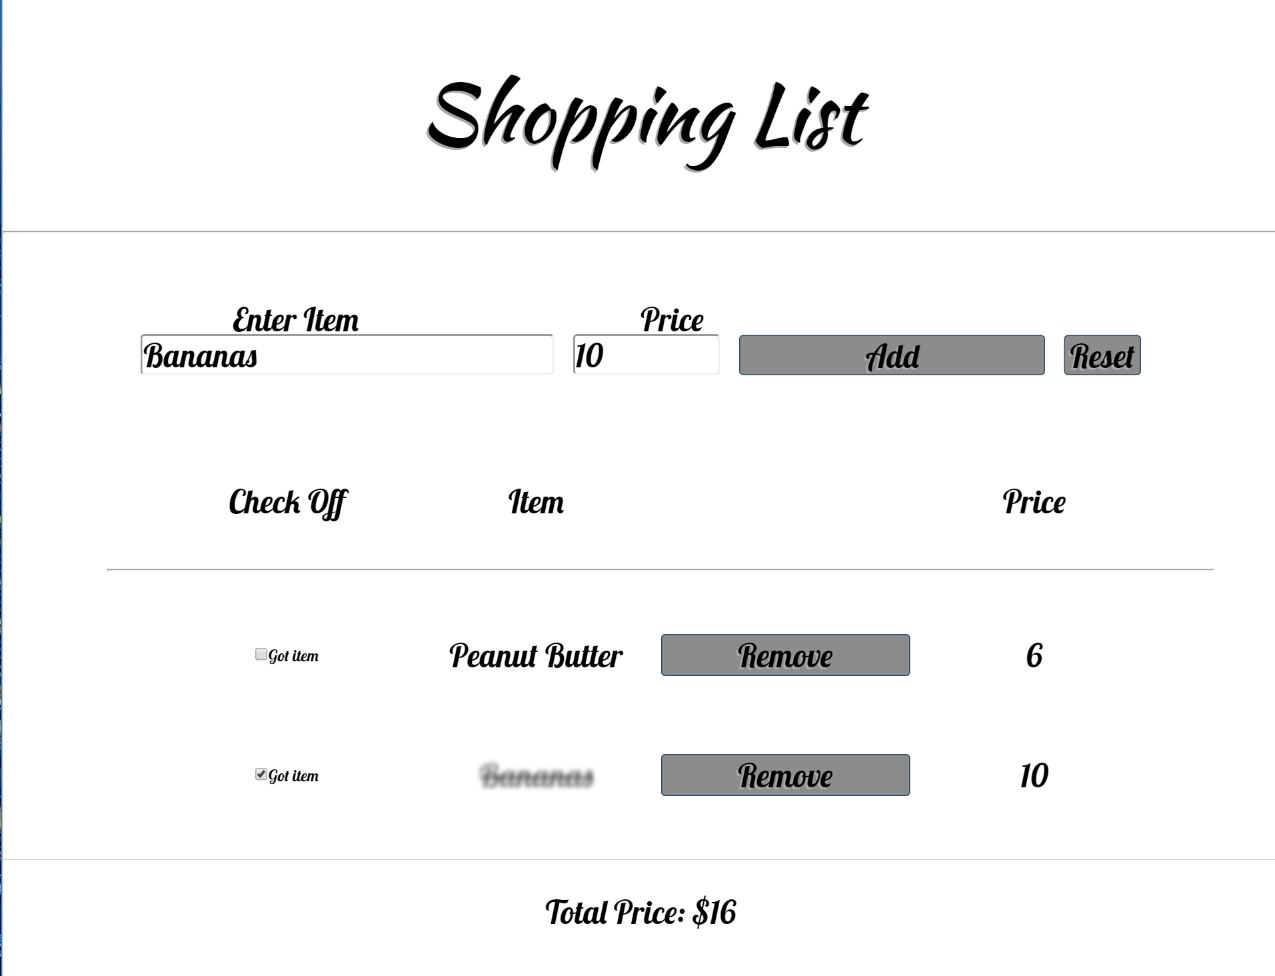 Shopping List
Enter Item Price
Bananas 10 Add Reset
Check Off Item Price
Got item Peanut Butter Remove 6
Got item Bananas Remove 10
Total Price: $16